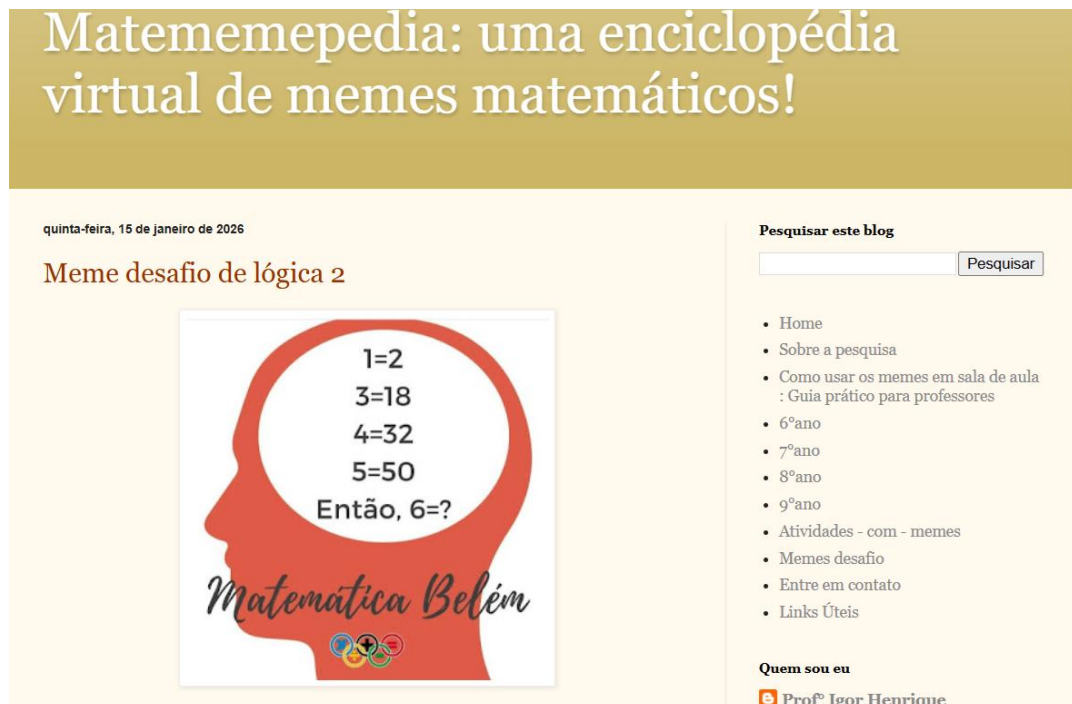 Matememepedia: uma enciclopédia
virtual de memes matemáticos!
quinta-feira, 15 de janeiro de 2026
Meme desafio de lógica 2
1=2
3=18
4=32
5=50
Então, 6=?
Matemática Belém
Pesquisar este blog
Pesquisar
Home
Sobre a pesquisa
Como usar os memes em sala de aula
: Guia prático para professores
6°ano
7°ano
8°ano
9°ano
Atividades - com - memes
Memes desafio
Entre em contato
Links Úteis
Quem sou eu
Prof° Igor Henrique